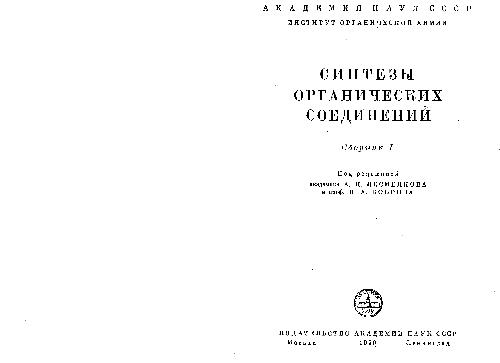 АКАДЕМИЯ НАУК СССР
ИНСТИТУТ ОРГАНИЧЕСКОЙ ХИМИИ
СИНТЕЗЫ
ОРГАНИЧЕСКИХ
СОЕДИНЕНИЙ
Сборник I
Под редакцией
академика А. Н. НЕСМЕЯНОВА
и проф. П. А. БОБРОВА
ИЗДАТЕЛЬСТВО АКАДЕМИИ НАУК СССР
Москва 1950 Ленинград